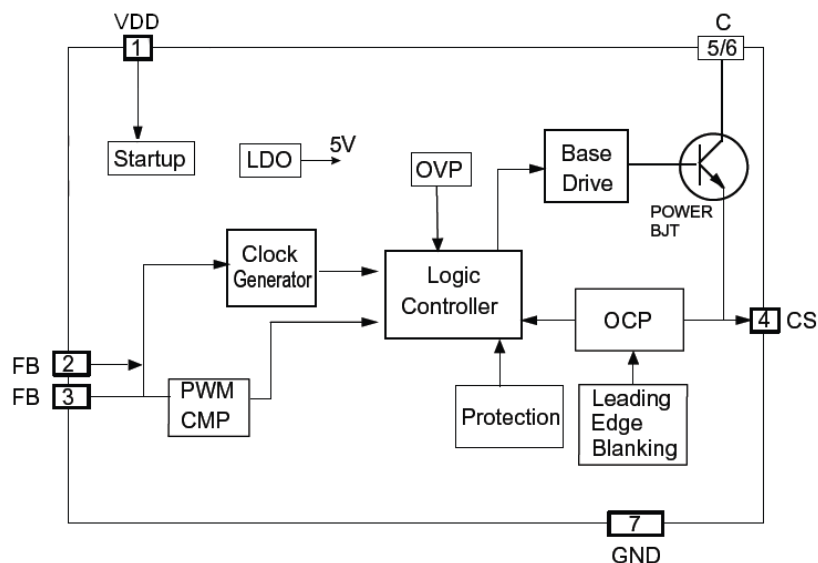 VDD
1
C
5/6
Startup
LDO
5V
OVP
Base
Drive
POWER
BJT
Clock
Generator
Logic
Controller
OCP
4
CS
FB
2
FB
3
PWM
CMP
Protection
Leading
Edge
Blanking
7
GND